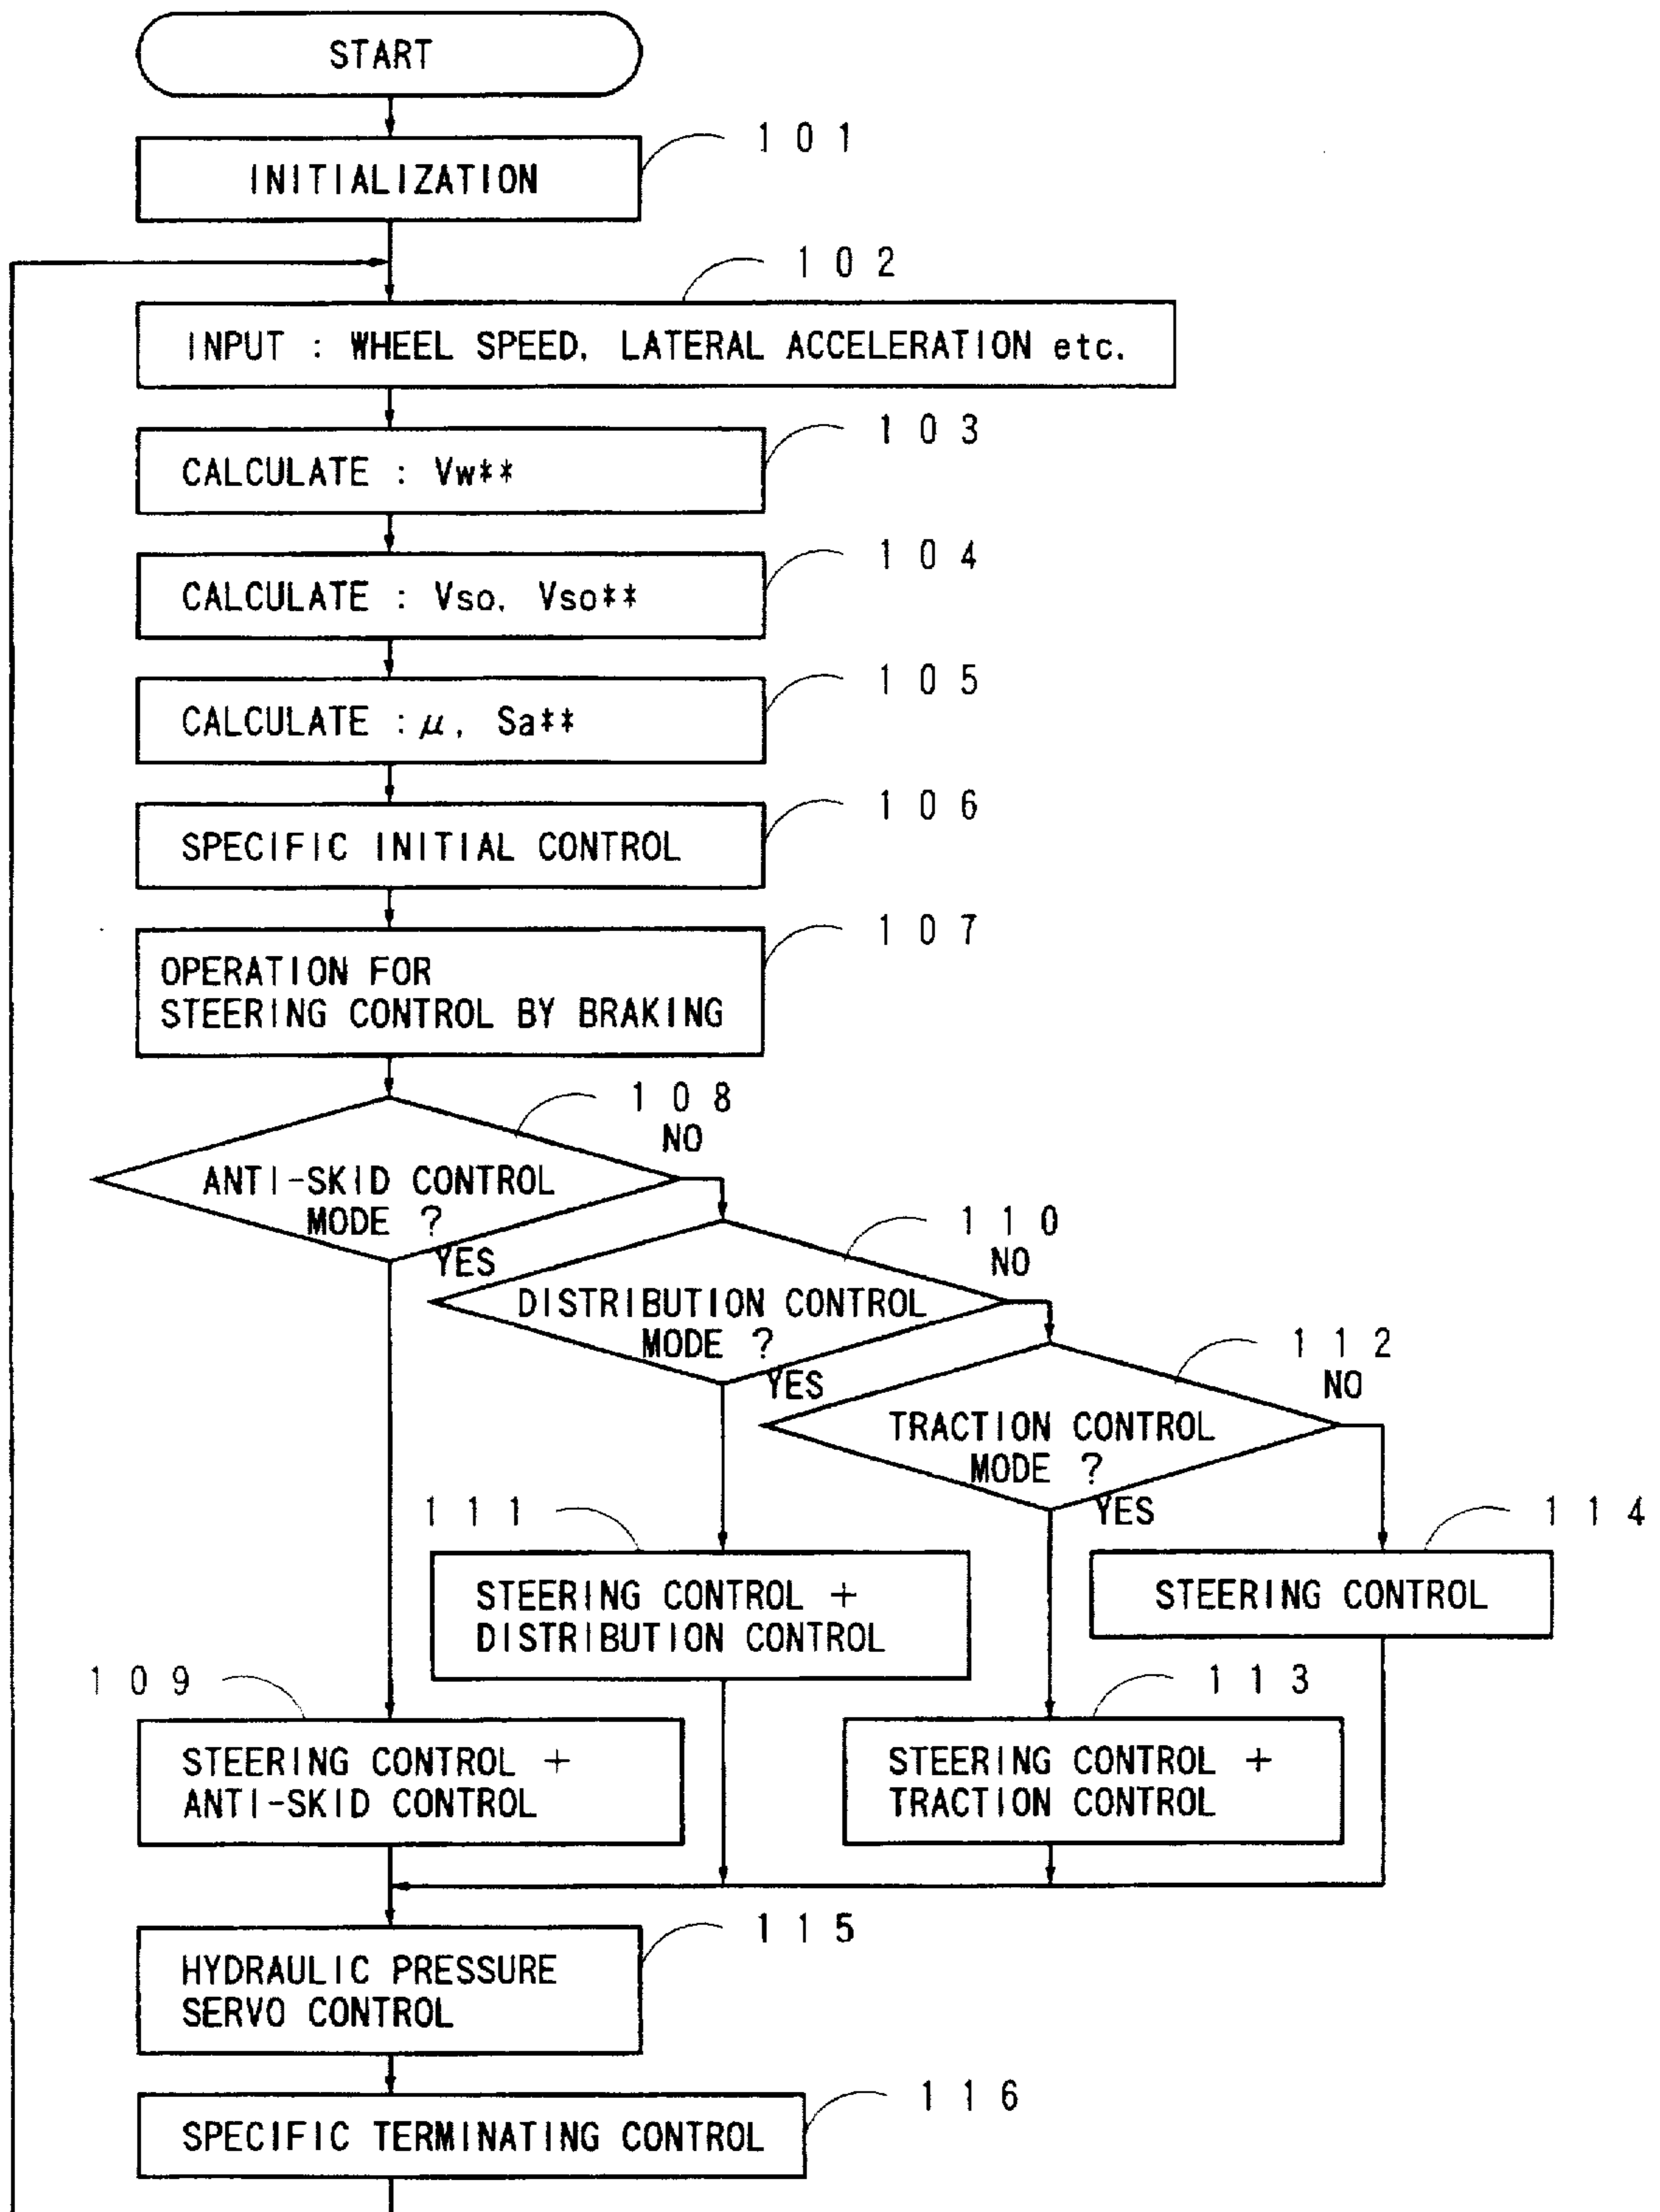 START
101
INITIALIZATION
102
INPUT : WHEEL SPEED, LATERAL ACCELERATION etc.
103
CALCULATE : Vw**
104
CALCULATE : Vso, Vso**
105
CALCULATE : μ, Sa**
106
SPECIFIC INITIAL CONTROL
107
OPERATION FOR
STEERING CONTROL BY BRAKING
108
NO
ANTI-SKID CONTROL
MODE ?
YES
110
NO
DISTRIBUTION CONTROL
MODE ?
YES
112
NO
TRACTION CONTROL
MODE ?
YES
111
STEERING CONTROL +
DISTRIBUTION CONTROL
114
STEERING CONTROL
109
STEERING CONTROL +
ANTI-SKID CONTROL
113
STEERING CONTROL +
TRACTION CONTROL
115
HYDRAULIC PRESSURE
SERVO CONTROL
116
SPECIFIC TERMINATING CONTROL